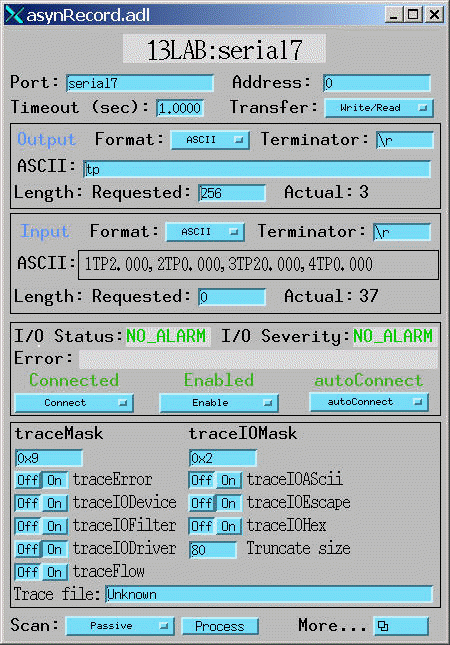 asynRecord.adl
13LAB:serial7
Port: serial7 Address: 0
Timeout (sec): 1.0000 Transfer: Write/Read
Output Format: ASCII Terminator: \r
ASCII: tp
Length: Requested: 256 Actual: 3
Input Format: ASCII Terminator: \r
ASCII: 1TP2.000,2TP0.000,3TP20.000,4TP0.000
Length: Requested: 0 Actual: 37
I/O Status: NO_ALARM I/O Severity: NO_ALARM
Error:
Connected Enabled autoConnect
Connect Enable autoConnect
traceMask traceIOMask
0x9 0x2
Off On traceError Off On traceIOAScii
Off On traceIODevice Off On traceIOEscape
Off On traceIOFilter Off On traceIOHex
Off On traceIODriver 80 Truncate size
Off On traceFlow
Trace file: Unknown
Scan: Passive Process More...